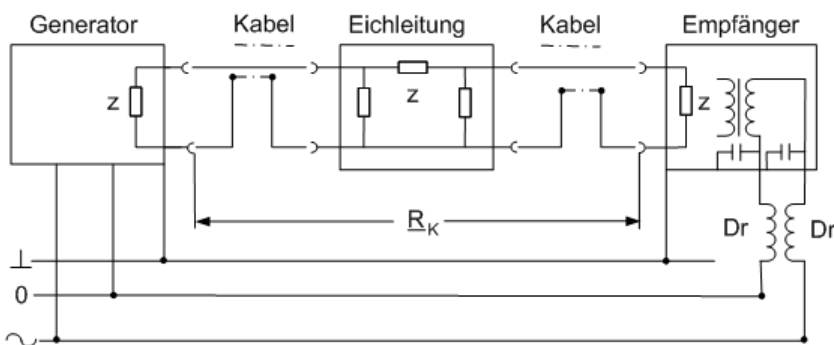 Generator Kabel Eichleitung Kabel Empfänger
z z z
R_K
Dr Dr
⊥
0
~